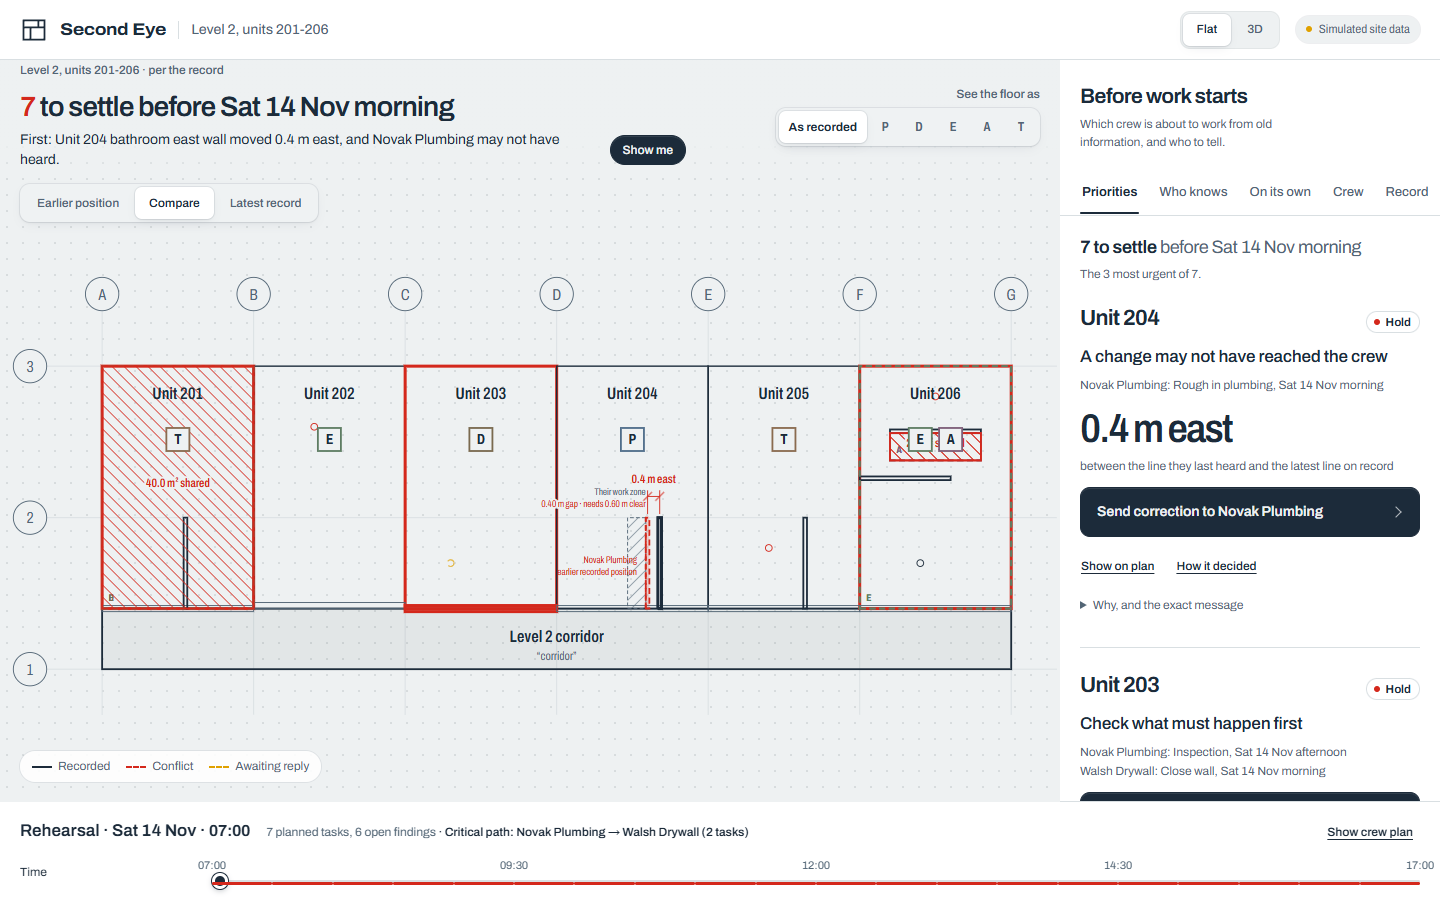 Second Eye
Level 2, units 201-206
Flat
3D
Simulated site data
Level 2, units 201-206 · per the record
7 to settle before Sat 14 Nov morning
First: Unit 204 bathroom east wall moved 0.4 m east, and Novak Plumbing may not have
heard.
Show me
See the floor as
As recorded
P
D
E
A
T
Earlier position
Compare
Latest record
A
B
C
D
E
F
G
3
2
1
Unit 201
Unit 202
Unit 203
Unit 204
Unit 205
Unit 206
T
E
D
P
T
E
A
A
40.0 m² shared
0.4 m east
Their work zone
0.40 m gap · needs 0.60 m clear
Novak Plumbing
earlier recorded position
B
E
Level 2 corridor
“corridor”
Recorded
Conflict
Awaiting reply
Before work starts
Which crew is about to work from old
information, and who to tell.
Priorities
Who knows
On its own
Crew
Record
7 to settle before Sat 14 Nov morning
The 3 most urgent of 7.
Unit 204
Hold
A change may not have reached the crew
Novak Plumbing: Rough in plumbing, Sat 14 Nov morning
0.4 m east
between the line they last heard and the latest line on record
Send correction to Novak Plumbing
Show on plan
How it decided
Why, and the exact message
Unit 203
Hold
Check what must happen first
Novak Plumbing: Inspection, Sat 14 Nov afternoon
Walsh Drywall: Close wall, Sat 14 Nov morning
Rehearsal · Sat 14 Nov · 07:00
7 planned tasks, 6 open findings · Critical path: Novak Plumbing → Walsh Drywall (2 tasks)
Show crew plan
Time
07:00
09:30
12:00
14:30
17:00